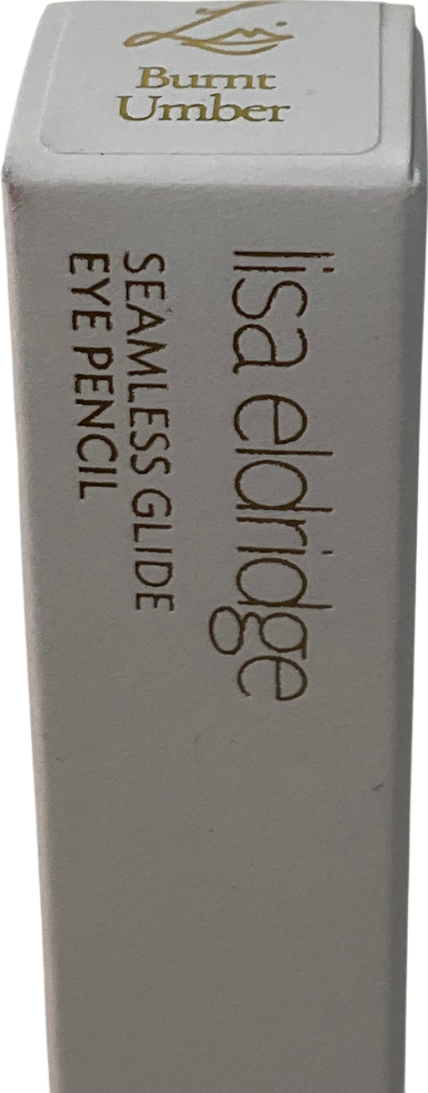 Burnt
Umber
lisa eldridge
SEAMLESS GLIDE
EYE PENCIL